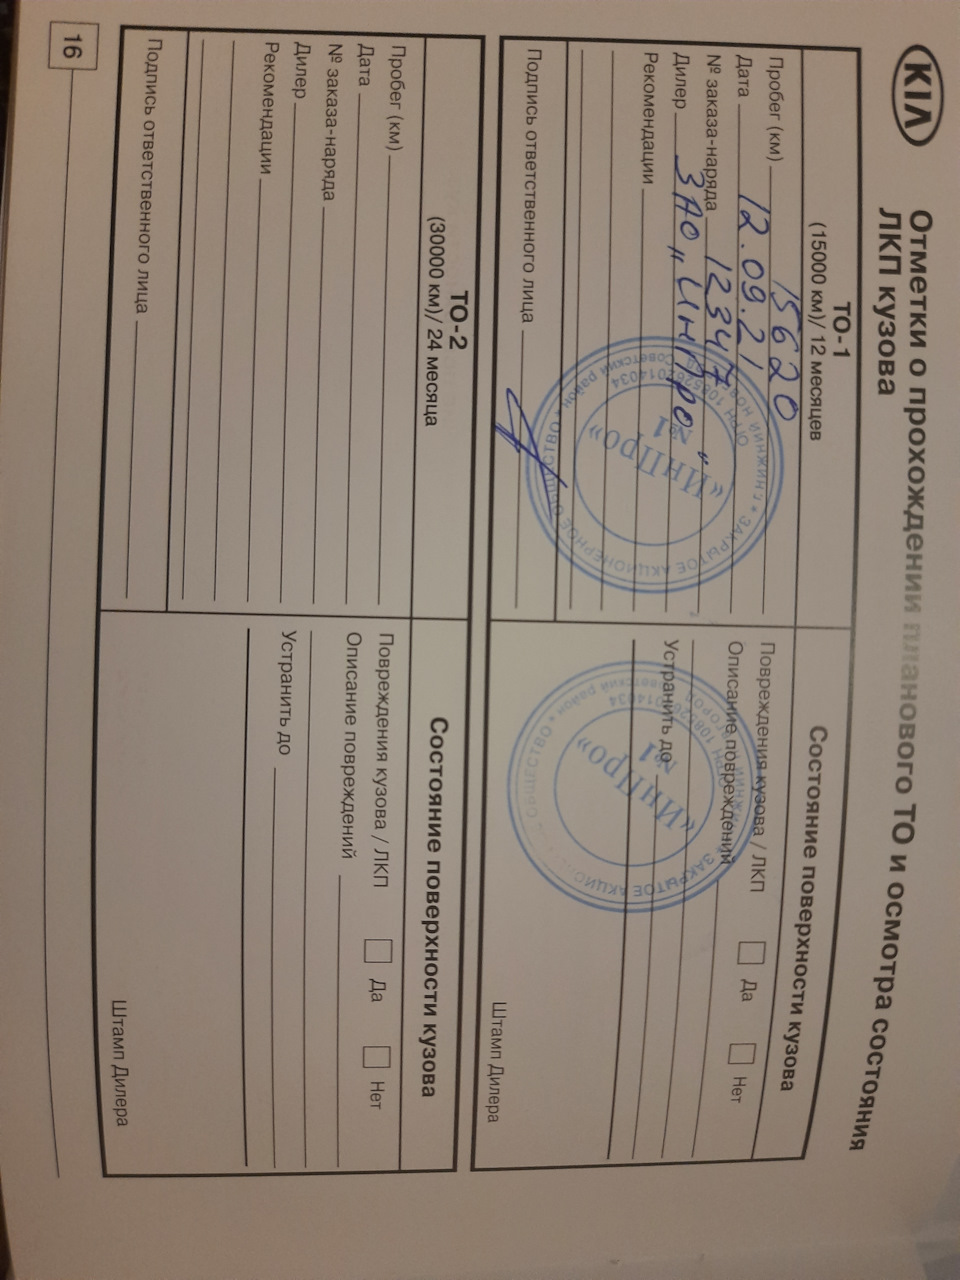 KIA
Отметки о прохождении планового ТО и осмотра состояния
ЛКП кузова
ТО-1
(15000 км)/ 12 месяцев
Пробег (км) 15620
Дата 12.09.21
№ заказа-наряда 12347
Дилер ЗАО „ИнПро"
Рекомендации
Подпись ответственного лица
«ИнПро»
№1
Состояние поверхности кузова
Повреждения кузова / ЛКП Да Нет
Описание повреждений
Устранить до
«ИнПро»
№1
Штамп Дилера
ТО-2
(30000 км)/ 24 месяца
Пробег (км)
Дата
№ заказа-наряда
Дилер
Рекомендации
Подпись ответственного лица
Состояние поверхности кузова
Повреждения кузова / ЛКП Да Нет
Описание повреждений
Устранить до
Штамп Дилера
16